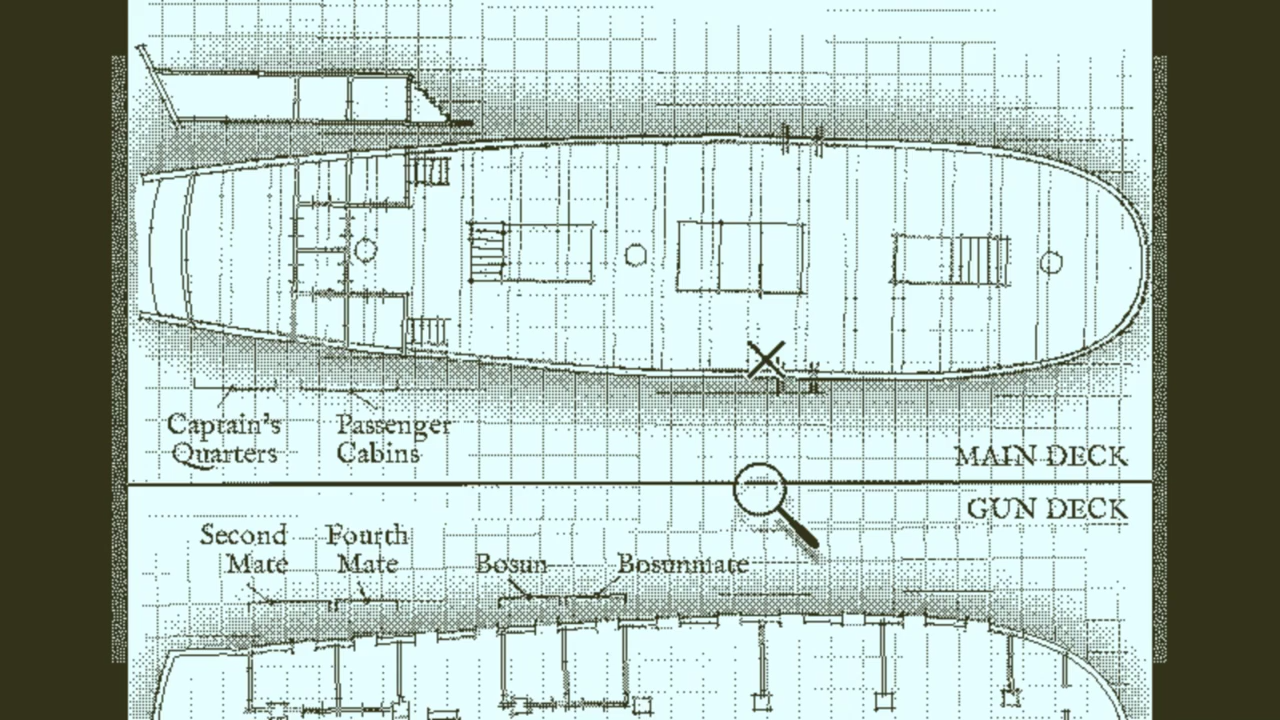 Captain's
Quarters
Passenger
Cabins
MAIN DECK
GUN DECK
Second
Mate
Fourth
Mate
Bosun
Bosunmate